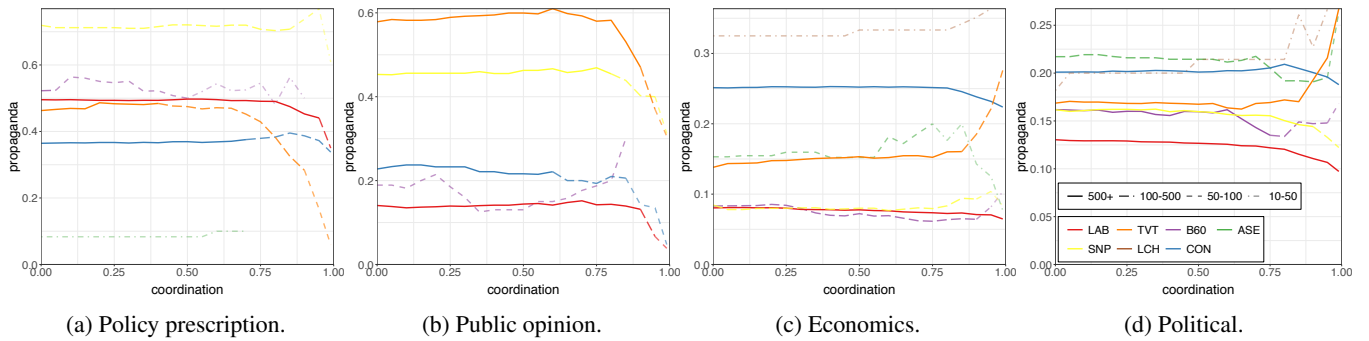 propaganda
0.6
0.4
0.2
0.0
0.00
0.25
0.50
0.75
1.00
coordination
(a) Policy prescription.
propaganda
0.6
0.4
0.2
0.0
0.00
0.25
0.50
0.75
1.00
coordination
(b) Public opinion.
propaganda
0.3
0.2
0.1
0.0
0.00
0.25
0.50
0.75
1.00
coordination
(c) Economics.
propaganda
0.25
0.20
0.15
0.10
0.05
0.00
500+ 100-500 50-100 10-50
LAB TVT B60 ASE
SNP LCH CON
0.00
0.25
0.50
0.75
1.00
coordination
(d) Political.